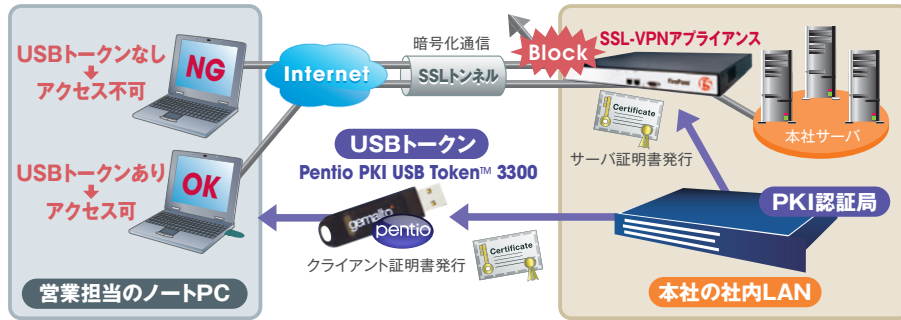 USBトークンなし
アクセス不可
NG
Internet
暗号化通信
SSLトンネル
Block
SSL-VPNアプライアンス
FirePass
f5
Certificate
サーバ証明書発行
本社サーバ
USBトークンあり
アクセス可
OK
USBトークン
Pentio PKI USB Token™ 3300
gemalto
pentio
クライアント証明書発行
Certificate
PKI認証局
営業担当のノートPC
本社の社内LAN